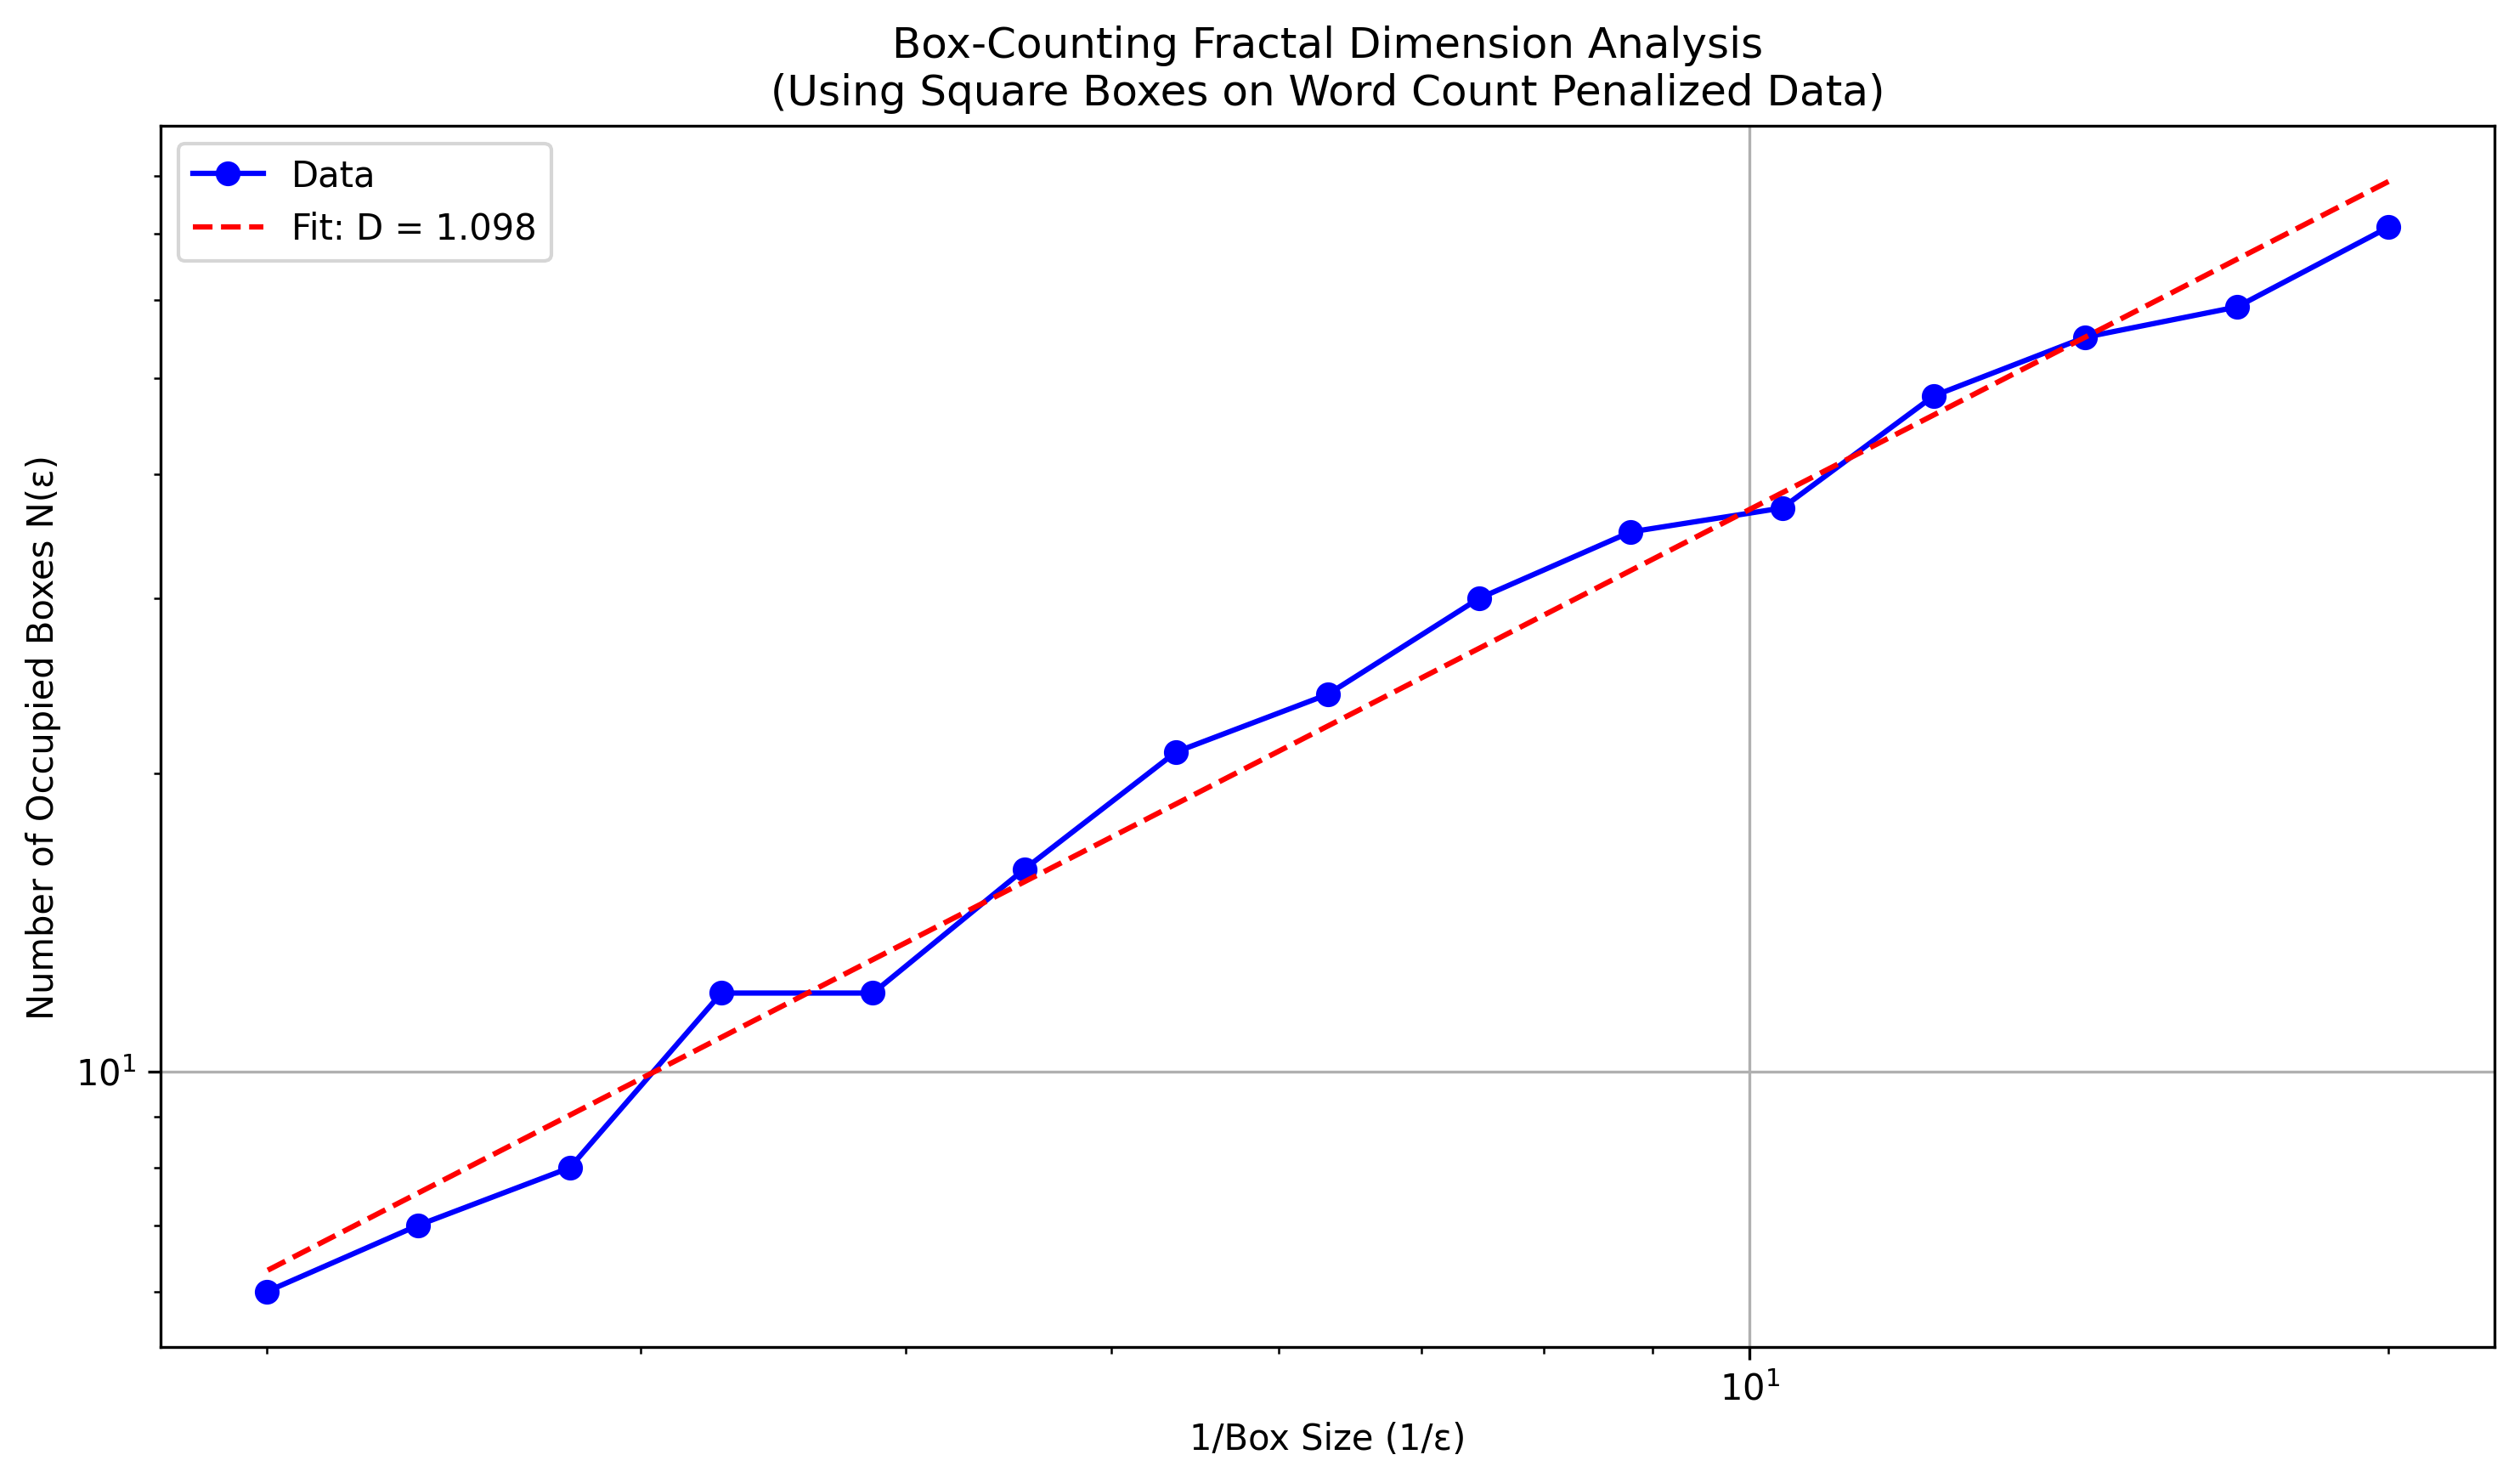 Box-Counting Fractal Dimension Analysis
(Using Square Boxes on Word Count Penalized Data)
Data
Fit: D = 1.098
Number of Occupied Boxes N(ε)
10¹
10¹
1/Box Size (1/ε)